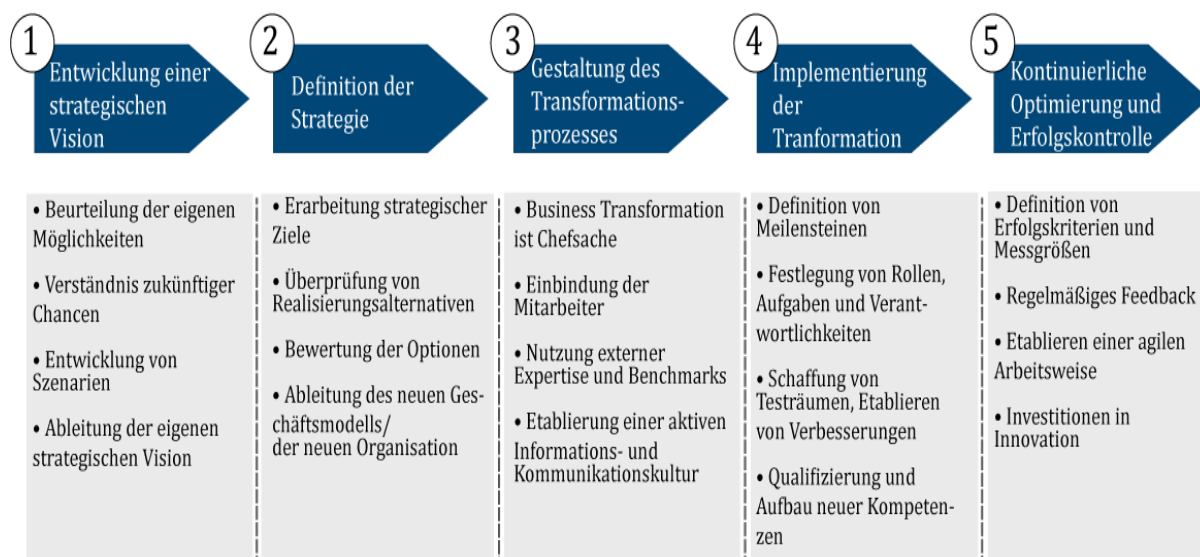 1
Entwicklung einer
strategischen
Vision
2
Definition der
Strategie
3
Gestaltung des
Transformations-
prozesses
4
Implementierung
der
Tranformation
5
Kontinuierliche
Optimierung und
Erfolgskontrolle
• Beurteilung der eigenen
Möglichkeiten
• Verständnis zukünftiger
Chancen
• Entwicklung von
Szenarien
• Ableitung der eigenen
strategischen Vision
• Erarbeitung strategischer
Ziele
• Überprüfung von
Realisierungsalternativen
• Bewertung der Optionen
• Ableitung des neuen Ges-
chäftsmodells/
der neuen Organisation
• Business Transformation
ist Chefsache
• Einbindung der
Mitarbeiter
• Nutzung externer
Expertise und Benchmarks
• Etablierung einer aktiven
Informations- und
Kommunikationskultur
• Definition von
Meilensteinen
• Festlegung von Rollen,
Aufgaben und Verant-
wortlichkeiten
• Schaffung von
Testräumen, Etablieren
von Verbesserungen
• Qualifizierung und
Aufbau neuer Kompeten-
zen
• Definition von
Erfolgskriterien und
Messgrößen
• Regelmäßiges Feedback
• Etablieren einer agilen
Arbeitsweise
• Investitionen in
Innovation